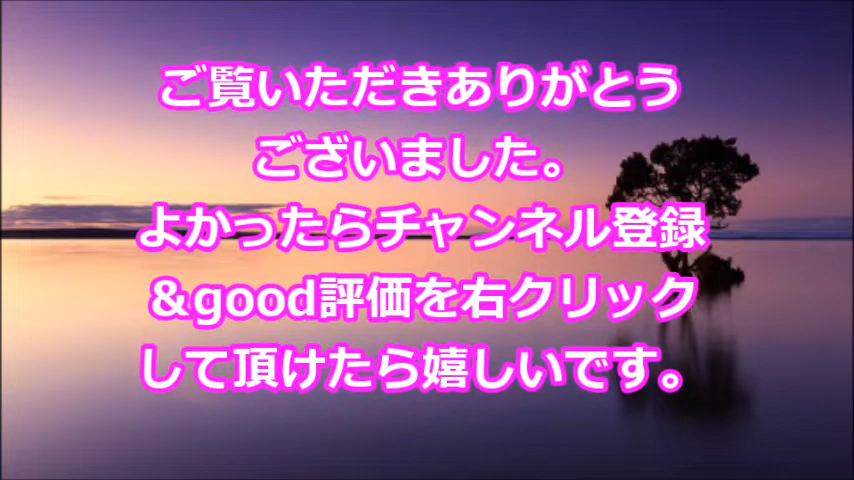 ご覧いただきありがとう
ございました。
よかったらチャンネル登録
&good評価を右クリック
して頂けたら嬉しいです。